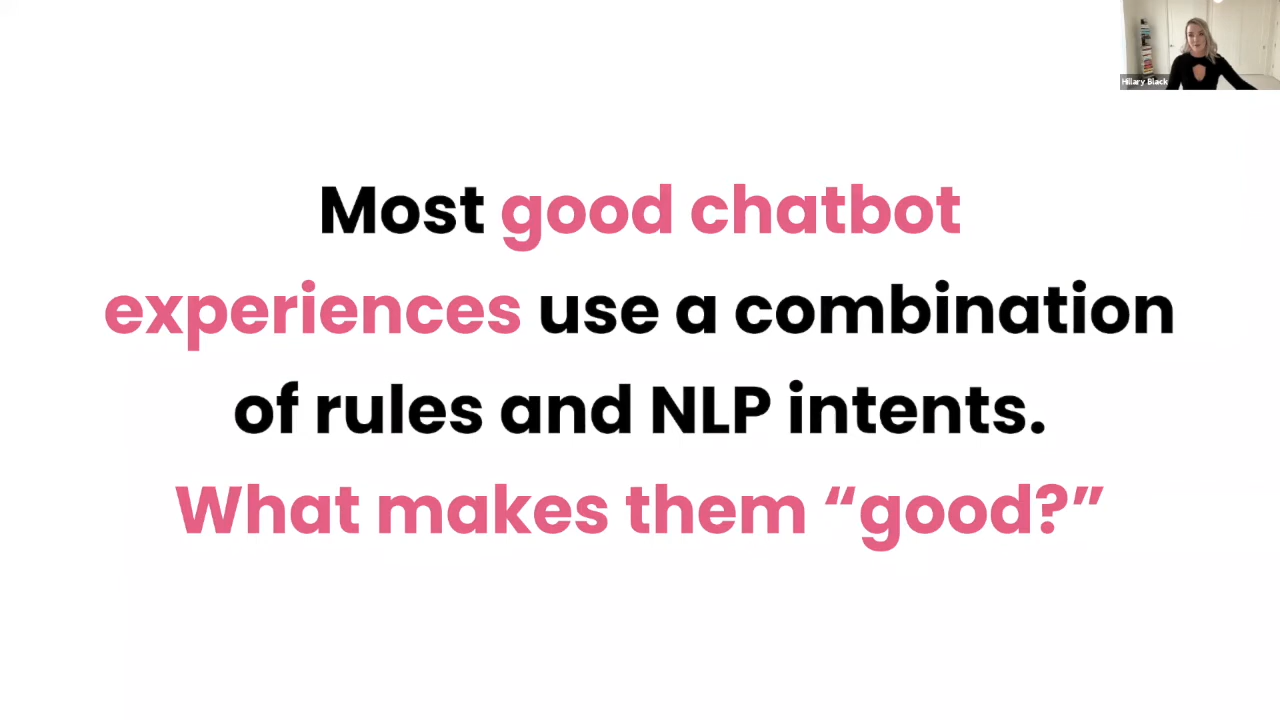 Hillary Black
Most good chatbot
experiences use a combination
of rules and NLP intents.
What makes them “good?”